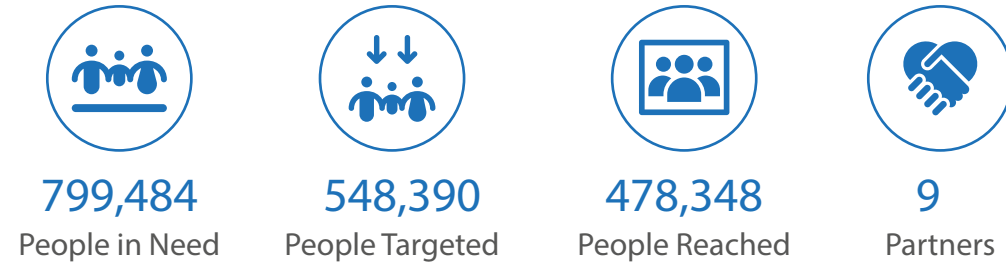 799,484
People in Need
548,390
People Targeted
478,348
People Reached
9
Partners